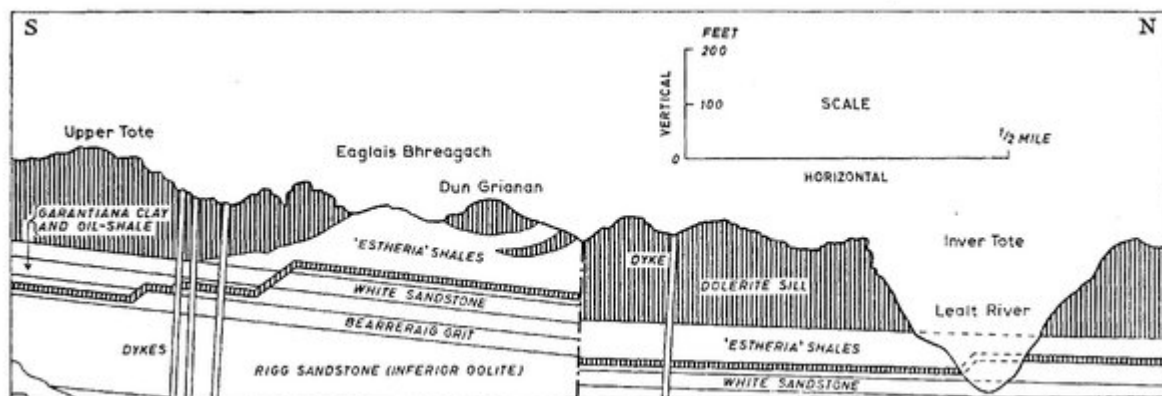 S
N
FEET
200
100
0
VERTICAL
SCALE
1/2 MILE
HORIZONTAL
Upper Tote
Eaglais Bhreagach
Dun Grianan
Inver Tote
Lealt River
GARANTIANA CLAY
AND OIL-SHALE
'ESTHERIA' SHALES
WHITE SANDSTONE
BEARRERAIG GRIT
RIGG SANDSTONE (INFERIOR OOLITE)
DYKES
DYKE
DOLERITE SILL
'ESTHERIA' SHALES
WHITE SANDSTONE